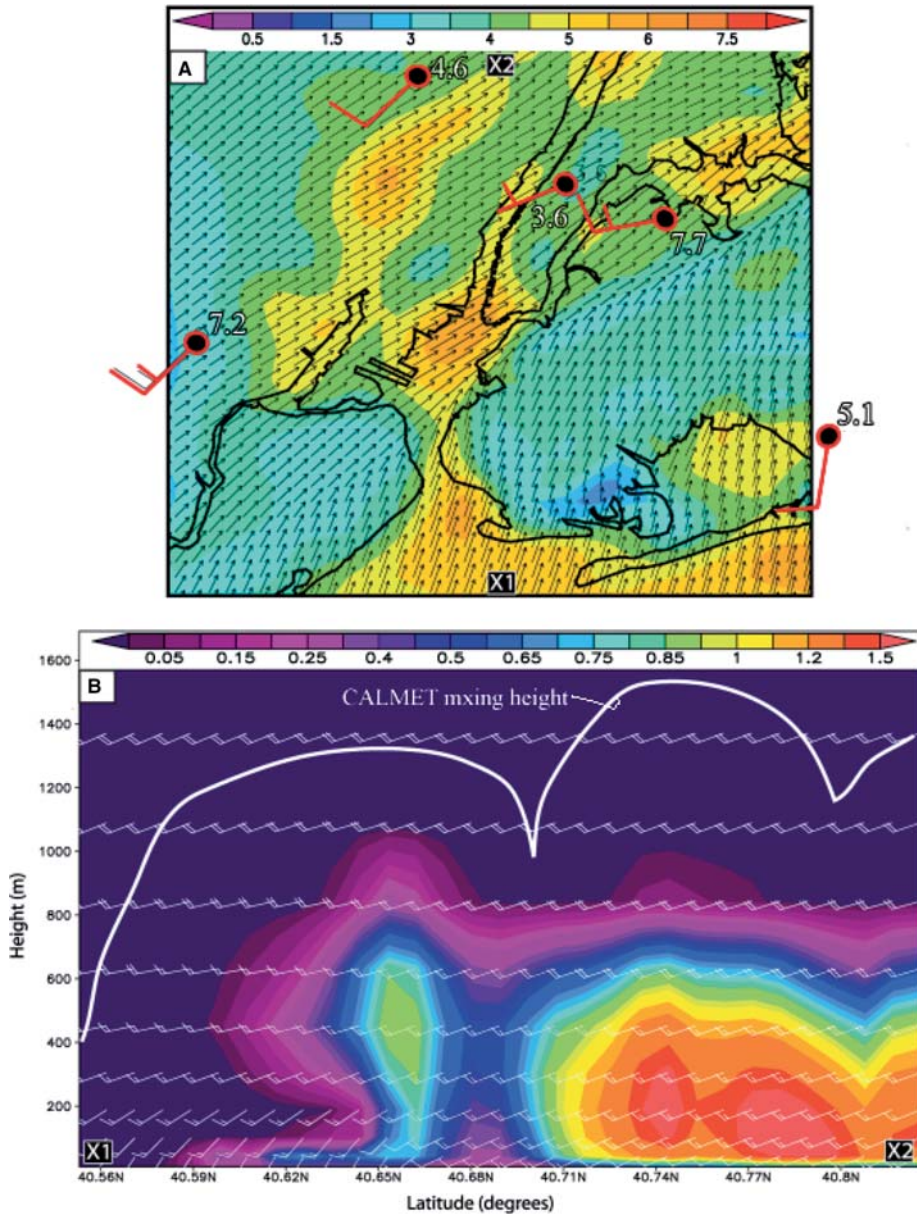 0.5 1.5 3 4 5 6 7.5
A
X2
4.6
3.6
3.6
7.7
7.2
5.1
X1
0.05 0.15 0.25 0.4 0.5 0.65 0.75 0.85 1 1.2 1.5
B
CALMET mxing height
1600
1400
1200
1000
800
600
400
200
Height (m)
X1
X2
40.56N 40.59N 40.62N 40.65N 40.68N 40.71N 40.74N 40.77N 40.8N
Latitude (degrees)